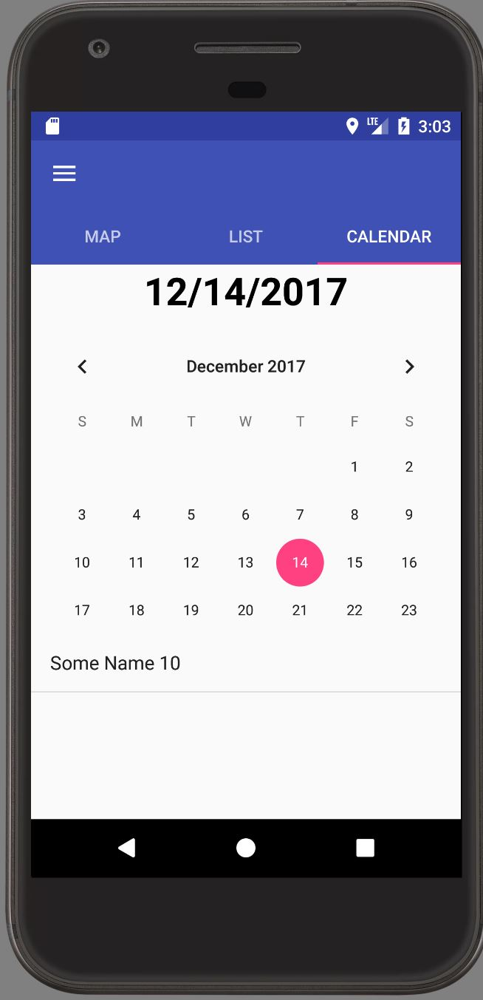 LTE 3:03
MAP LIST CALENDAR
12/14/2017
December 2017
S M T W T F S
1 2
3 4 5 6 7 8 9
10 11 12 13 14 15 16
17 18 19 20 21 22 23
Some Name 10